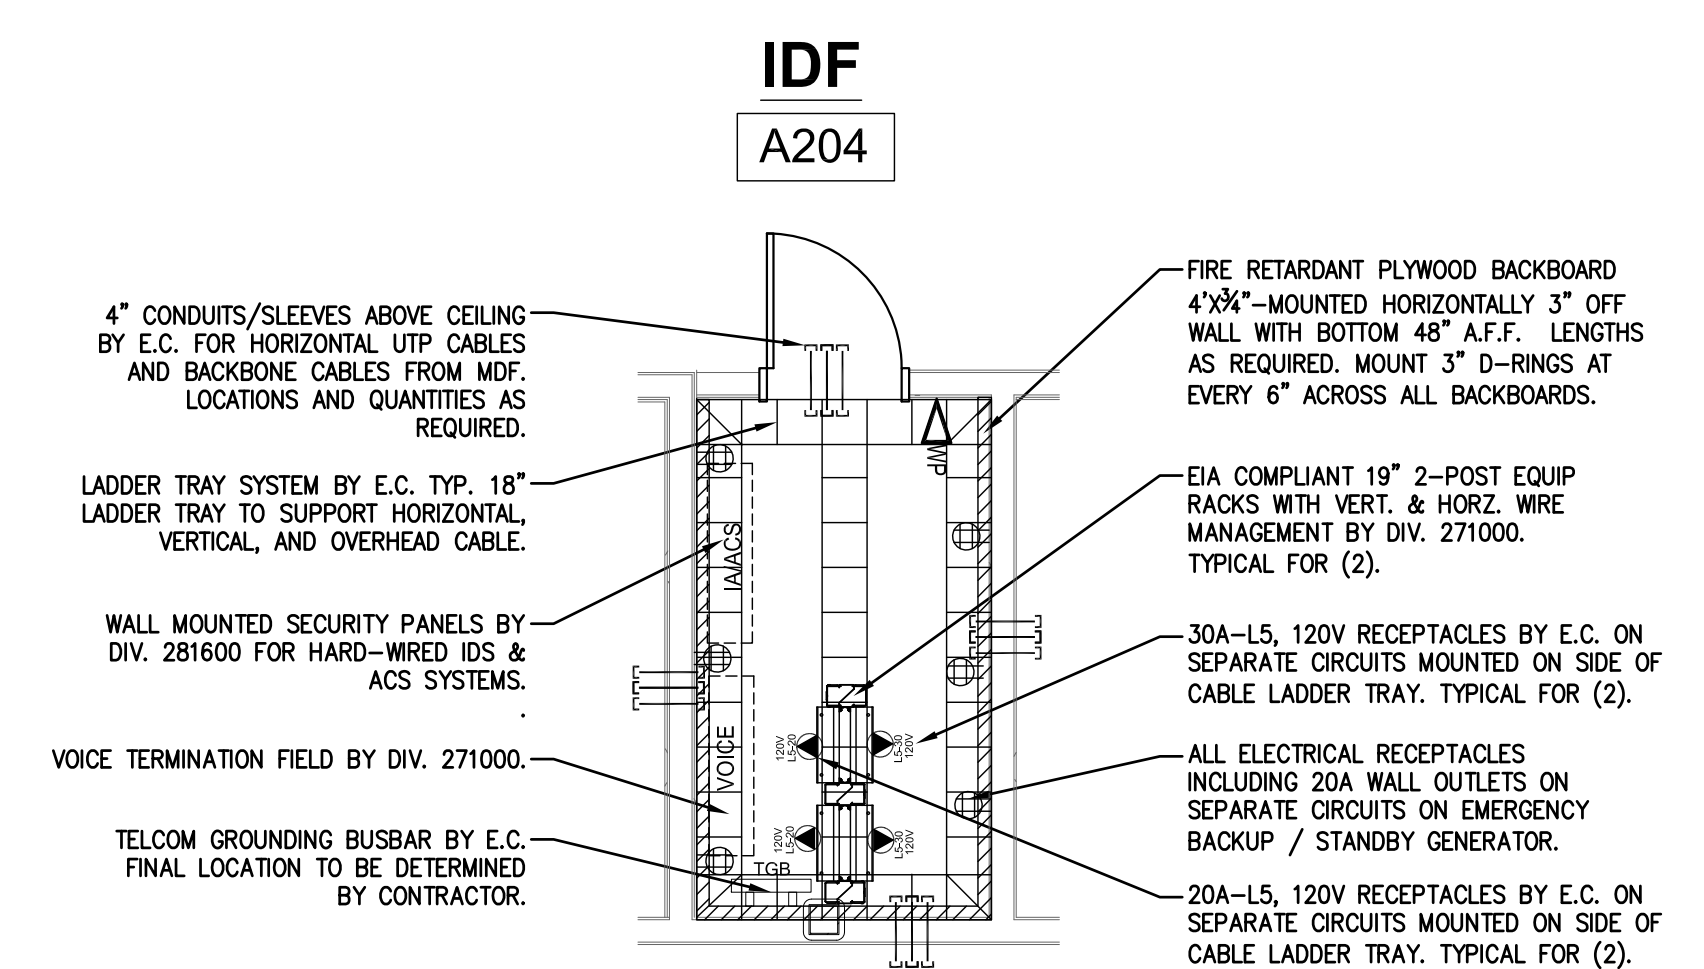 IDF
A204
4” CONDUITS/SLEEVES ABOVE CEILING
BY E.C. FOR HORIZONTAL UTP CABLES
AND BACKBONE CABLES FROM MDF.
LOCATIONS AND QUANTITIES AS
REQUIRED.
LADDER TRAY SYSTEM BY E.C. TYP. 18”
LADDER TRAY TO SUPPORT HORIZONTAL,
VERTICAL, AND OVERHEAD CABLE.
WALL MOUNTED SECURITY PANELS BY
DIV. 281600 FOR HARD-WIRED IDS &
ACS SYSTEMS.
.
VOICE TERMINATION FIELD BY DIV. 271000.
TELCOM GROUNDING BUSBAR BY E.C.
FINAL LOCATION TO BE DETERMINED
BY CONTRACTOR.
WP
IA/ACS
VOICE
120V
L5-20
L5-30
120V
120V
L5-20
L5-30
120V
TGB
FIRE RETARDANT PLYWOOD BACKBOARD
4'X¾”-MOUNTED HORIZONTALLY 3” OFF
WALL WITH BOTTOM 48” A.F.F. LENGTHS
AS REQUIRED. MOUNT 3” D-RINGS AT
EVERY 6” ACROSS ALL BACKBOARDS.
EIA COMPLIANT 19” 2-POST EQUIP
RACKS WITH VERT. & HORZ. WIRE
MANAGEMENT BY DIV. 271000.
TYPICAL FOR (2).
30A-L5, 120V RECEPTACLES BY E.C. ON
SEPARATE CIRCUITS MOUNTED ON SIDE OF
CABLE LADDER TRAY. TYPICAL FOR (2).
ALL ELECTRICAL RECEPTACLES
INCLUDING 20A WALL OUTLETS ON
SEPARATE CIRCUITS ON EMERGENCY
BACKUP / STANDBY GENERATOR.
20A-L5, 120V RECEPTACLES BY E.C. ON
SEPARATE CIRCUITS MOUNTED ON SIDE OF
CABLE LADDER TRAY. TYPICAL FOR (2).